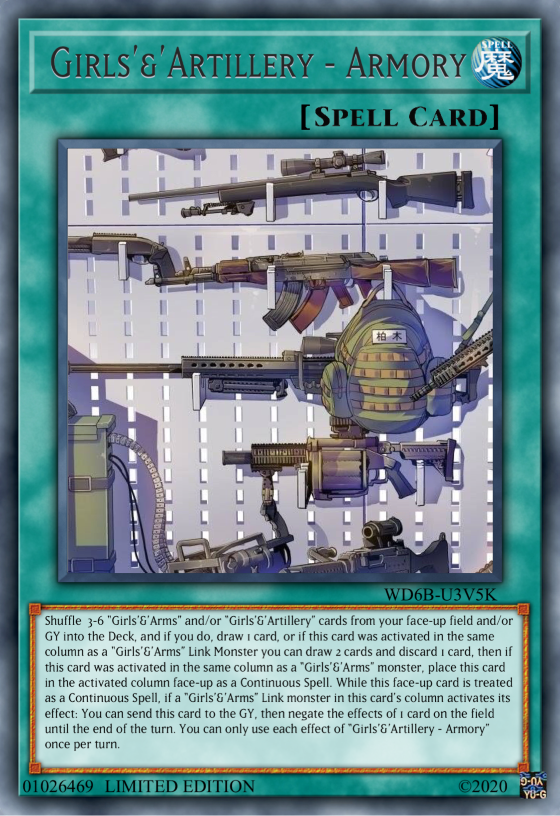 Girls'&'Artillery - Armory
SPELL
魔
[Spell Card]
柏木
WD6B-U3V5K
Shuffle 3-6 "Girls'&'Arms" and/or "Girls'&'Artillery" cards from your face-up field and/or
GY into the Deck, and if you do, draw 1 card, or if this card was activated in the same
column as a "Girls'&'Arms" Link Monster you can draw 2 cards and discard 1 card, then if
this card was activated in the same column as a "Girls'&'Arms" monster, place this card
in the activated column face-up as a Continuous Spell. While this face-up card is treated
as a Continuous Spell, if a "Girls'&'Arms" Link monster in this card's column activates its
effect: You can send this card to the GY, then negate the effects of 1 card on the field
until the end of the turn. You can only use each effect of "Girls'&'Artillery - Armory"
once per turn.
01026469 LIMITED EDITION ©2020